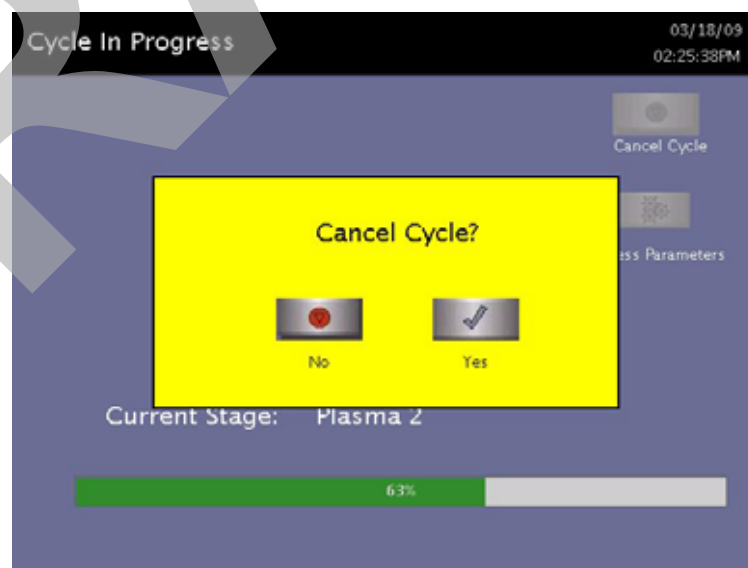 Cycle In Progress
03/18/09
02:25:38PM
Cancel Cycle
Parameters
Cancel Cycle?
No
Yes
Current Stage: Plasma 2
63%